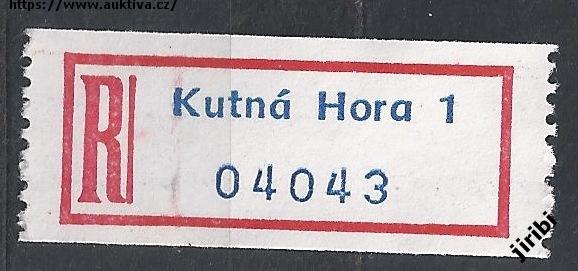 https://www.auktiva.cz/
R
Kutná Hora 1
04043
jiribi